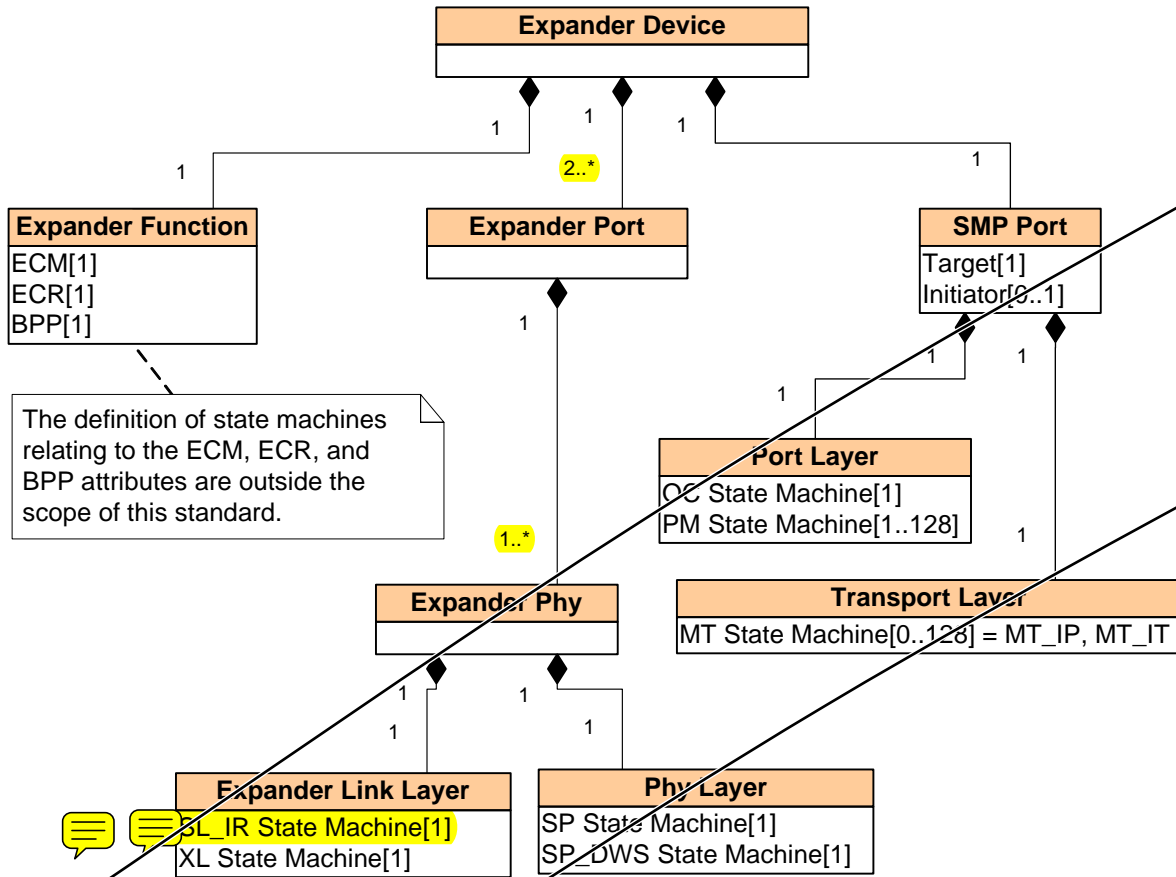 Expander Device
1
1
1
1
2..*
1
1
Expander Function
ECM[1]
ECR[1]
BPP[1]
Expander Port
SMP Port
Target[1]
Initiator[0..1]
1
1
1
The definition of state machines
relating to the ECM, ECR, and
BPP attributes are outside the
scope of this standard.
1
Port Layer
OC State Machine[1]
PM State Machine[1..128]
1..*
1
Expander Phy
Transport Layer
MT State Machine[0..128] = MT_IP, MT_IT
1
1
1
1
Expander Link Layer
SL_IR State Machine[1]
XL State Machine[1]
Phy Layer
SP State Machine[1]
SP_DWS State Machine[1]